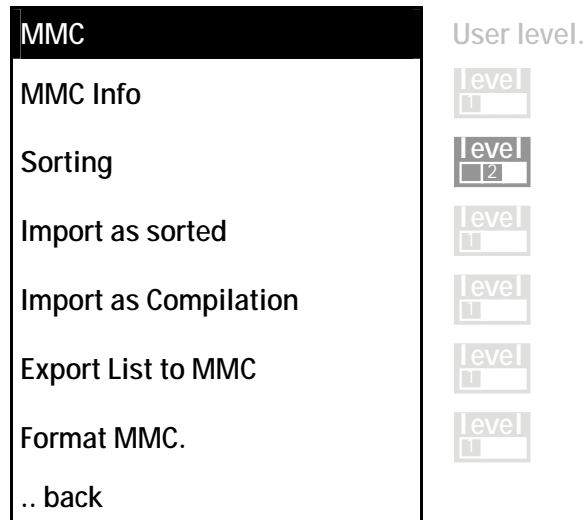 MMC User level.
MMC Info level 1
Sorting level 2
Import as sorted level 1
Import as Compilation level 1
Export List to MMC level 1
Format MMC. level 1
.. back